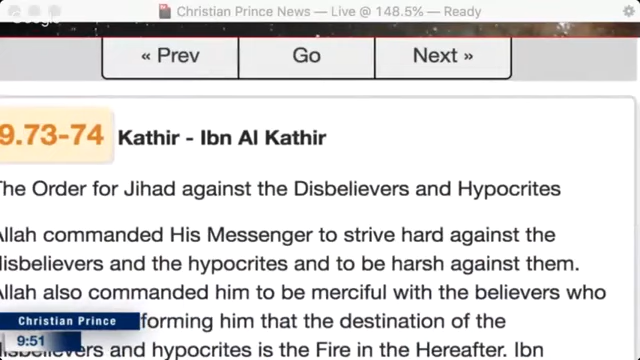 Christian Prince News — Live @ 148.5% — Ready
« Prev
Go
Next »
9.73-74 Kathir - Ibn Al Kathir
The Order for Jihad against the Disbelievers and Hypocrites
Allah commanded His Messenger to strive hard against the
disbelievers and the hypocrites and to be harsh against them.
Allah also commanded him to be merciful with the believers who
forming him that the destination of the
disbelievers and hypocrites is the Fire in the Hereafter. Ibn
Christian Prince
9:51